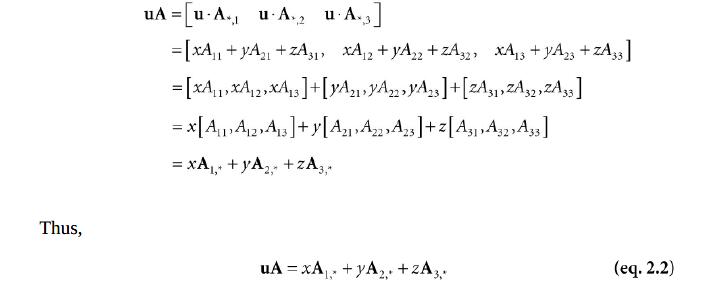 uA = [u · A*,1   u · A*,2   u · A*,3]
= [xA11 + yA21 + zA31,   xA12 + yA22 + zA32,   xA13 + yA23 + zA33]
= [xA11, xA12, xA13] + [yA21, yA22, yA23] + [zA31, zA32, zA33]
= x[A11, A12, A13] + y[A21, A22, A23] + z[A31, A32, A33]
= xA1,* + yA2,* + zA3,*
Thus,
uA = xA1,* + yA2,* + zA3,*   (eq. 2.2)